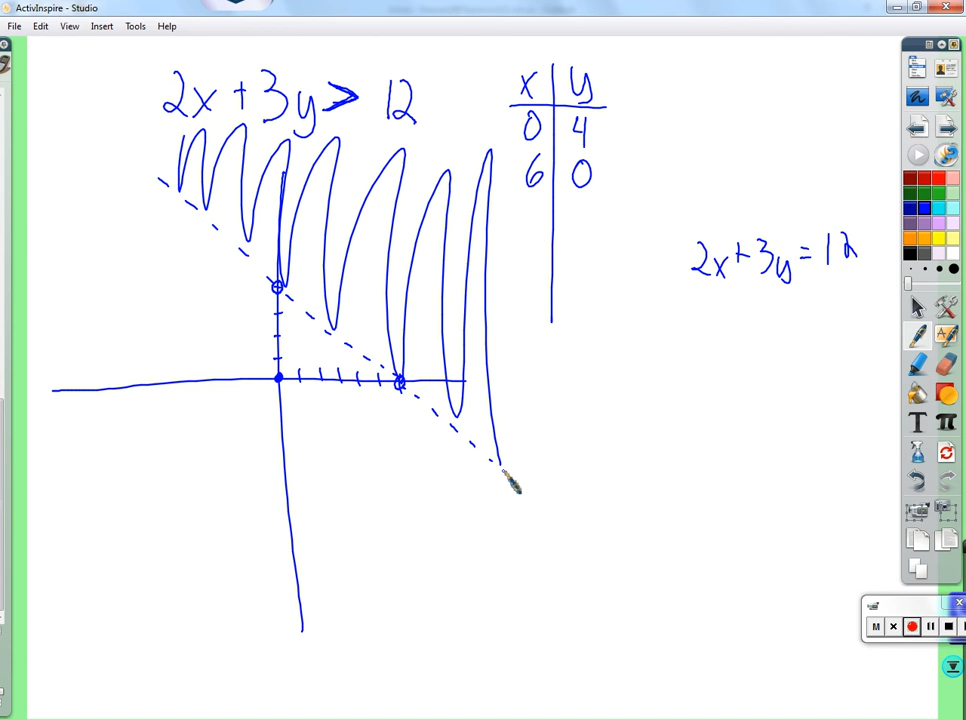 ActivInspire - Studio
File Edit View Insert Tools Help
2x + 3y > 12
x y
0 4
6 0
2x + 3y = 12
T π
M